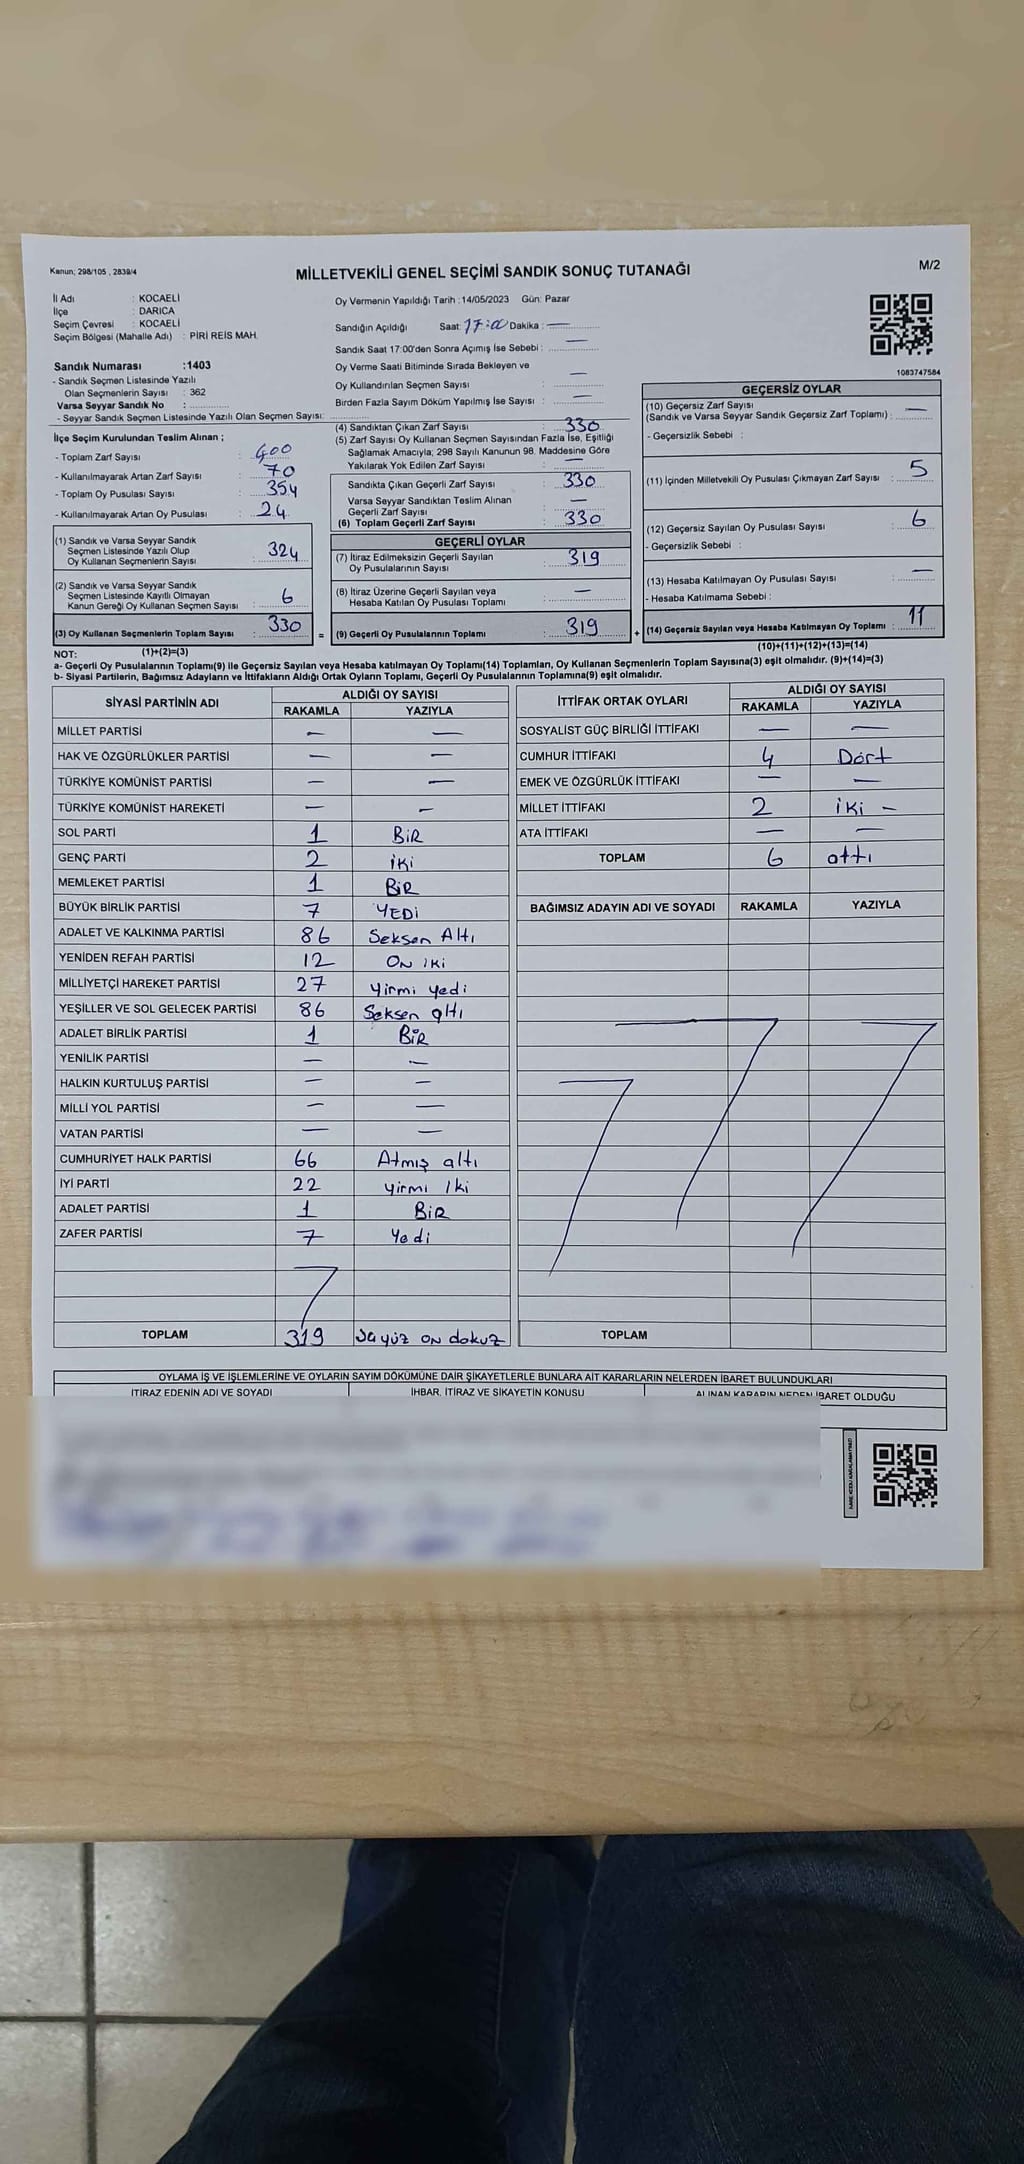 Kanun; 298/105 , 2839/4
MİLLETVEKİLİ GENEL SEÇİMİ SANDIK SONUÇ TUTANAĞI
M/2
İl Adı : KOCAELİ
İlçe : DARICA
Seçim Çevresi : KOCAELİ
Seçim Bölgesi (Mahalle Adı) : PİRİ REİS MAH.
Sandık Numarası :1403
- Sandık Seçmen Listesinde Yazılı
Olan Seçmenlerin Sayısı : 362
Varsa Seyyar Sandık No :
- Seyyar Sandık Seçmen Listesinde Yazılı Olan Seçmen Sayısı:
İlçe Seçim Kurulundan Teslim Alınan ;
- Toplam Zarf Sayısı : 400
- Kullanılmayarak Artan Zarf Sayısı : 70
- Toplam Oy Pusulası Sayısı : 354
- Kullanılmayarak Artan Oy Pusulası : 24
(1) Sandık ve Varsa Seyyar Sandık
Seçmen Listesinde Yazılı Olup
Oy Kullanan Seçmenlerin Sayısı : 324
(2) Sandık ve Varsa Seyyar Sandık
Seçmen Listesinde Kayıtlı Olmayan
Kanun Gereği Oy Kullanan Seçmen Sayısı : 6
(3) Oy Kullanan Seçmenlerin Toplam Sayısı : 330
Oy Vermenin Yapıldığı Tarih :14/05/2023 Gün: Pazar
Sandığın Açıldığı Saat: 17:00 Dakika : —
Sandık Saat 17:00'den Sonra Açımış İse Sebebi : —
Oy Verme Saati Bitiminde Sırada Bekleyen ve
Oy Kullandırılan Seçmen Sayısı : —
Birden Fazla Sayım Döküm Yapılmış İse Sayısı : —
(4) Sandıktan Çıkan Zarf Sayısı : 330
(5) Zarf Sayısı Oy Kullanan Seçmen Sayısından Fazla İse, Eşitliği
Sağlamak Amacıyla; 298 Sayılı Kanunun 98. Maddesine Göre
Yakılarak Yok Edilen Zarf Sayısı : —
Sandıkta Çıkan Geçerli Zarf Sayısı : 330
Varsa Seyyar Sandıktan Teslim Alınan
Geçerli Zarf Sayısı : —
(6) Toplam Geçerli Zarf Sayısı : 330
GEÇERLİ OYLAR
(7) İtiraz Edilmeksizin Geçerli Sayılan
Oy Pusulalarının Sayısı : 319
(8) İtiraz Üzerine Geçerli Sayılan veya
Hesaba Katılan Oy Pusulası Toplamı : —
= (9) Geçerli Oy Pusulalarının Toplamı : 319 +
1083747584
GEÇERSİZ OYLAR
(10) Geçersiz Zarf Sayısı
(Sandık ve Varsa Seyyar Sandık Geçersiz Zarf Toplamı) : —
- Geçersizlik Sebebi :
(11) İçinden Milletvekili Oy Pusulası Çıkmayan Zarf Sayısı : 5
(12) Geçersiz Sayılan Oy Pusulası Sayısı : 6
- Geçersizlik Sebebi :
(13) Hesaba Katılmayan Oy Pusulası Sayısı : —
- Hesaba Katılmama Sebebi :
(14) Geçersiz Sayılan veya Hesaba Katılmayan Oy Toplamı : 11
NOT: (1)+(2)=(3) (10)+(11)+(12)+(13)=(14)
a- Geçerli Oy Pusulalarının Toplamı(9) ile Geçersiz Sayılan veya Hesaba katılmayan Oy Toplamı(14) Toplamları, Oy Kullanan Seçmenlerin Toplam Sayısına(3) eşit olmalıdır. (9)+(14)=(3)
b- Siyasi Partilerin, Bağımsız Adayların ve İttifakların Aldığı Ortak Oyların Toplamı, Geçerli Oy Pusulalarının Toplamına(9) eşit olmalıdır.
SİYASİ PARTİNİN ADI ALDIĞI OY SAYISI
RAKAMLA YAZIYLA
MİLLET PARTİSİ — —
HAK VE ÖZGÜRLÜKLER PARTİSİ — —
TÜRKİYE KOMÜNİST PARTİSİ — —
TÜRKİYE KOMÜNİST HAREKETİ — —
SOL PARTİ 1 BİR
GENÇ PARTİ 2 iki
MEMLEKET PARTİSİ 1 BİR
BÜYÜK BİRLİK PARTİSİ 7 YEDİ
ADALET VE KALKINMA PARTİSİ 86 Seksen Altı
YENİDEN REFAH PARTİSİ 12 ON iki
MİLLİYETÇİ HAREKET PARTİSİ 27 yirmi yedi
YEŞİLLER VE SOL GELECEK PARTİSİ 86 Seksen altı
ADALET BİRLİK PARTİSİ 1 BİR
YENİLİK PARTİSİ — —
HALKIN KURTULUŞ PARTİSİ — —
MİLLİ YOL PARTİSİ — —
VATAN PARTİSİ — —
CUMHURİYET HALK PARTİSİ 66 Atmış altı
İYİ PARTİ 22 yirmi iki
ADALET PARTİSİ 1 BİR
ZAFER PARTİSİ 7 Yedi
TOPLAM 319 üçyüz on dokuz
İTTİFAK ORTAK OYLARI ALDIĞI OY SAYISI
RAKAMLA YAZIYLA
SOSYALİST GÜÇ BİRLİĞİ İTTİFAKI — —
CUMHUR İTTİFAKI 4 Dört
EMEK VE ÖZGÜRLÜK İTTİFAKI — —
MİLLET İTTİFAKI 2 iki –
ATA İTTİFAKI — —
TOPLAM 6 altı
BAĞIMSIZ ADAYIN ADI VE SOYADI RAKAMLA YAZIYLA
TOPLAM
OYLAMA İŞ VE İŞLEMLERİNE VE OYLARIN SAYIM DÖKÜMÜNE DAİR ŞİKAYETLERLE BUNLARA AİT KARARLARIN NELERDEN İBARET BULUNDUKLARI
İTİRAZ EDENİN ADI VE SOYADI İHBAR, İTİRAZ VE ŞİKAYETİN KONUSU ALINAN KARARIN NEDEN İBARET OLDUĞU